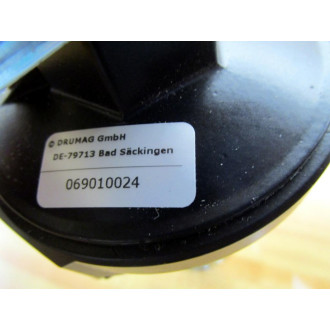 © DRUMAG GmbH
DE-79713 Bad Säckingen
069010024